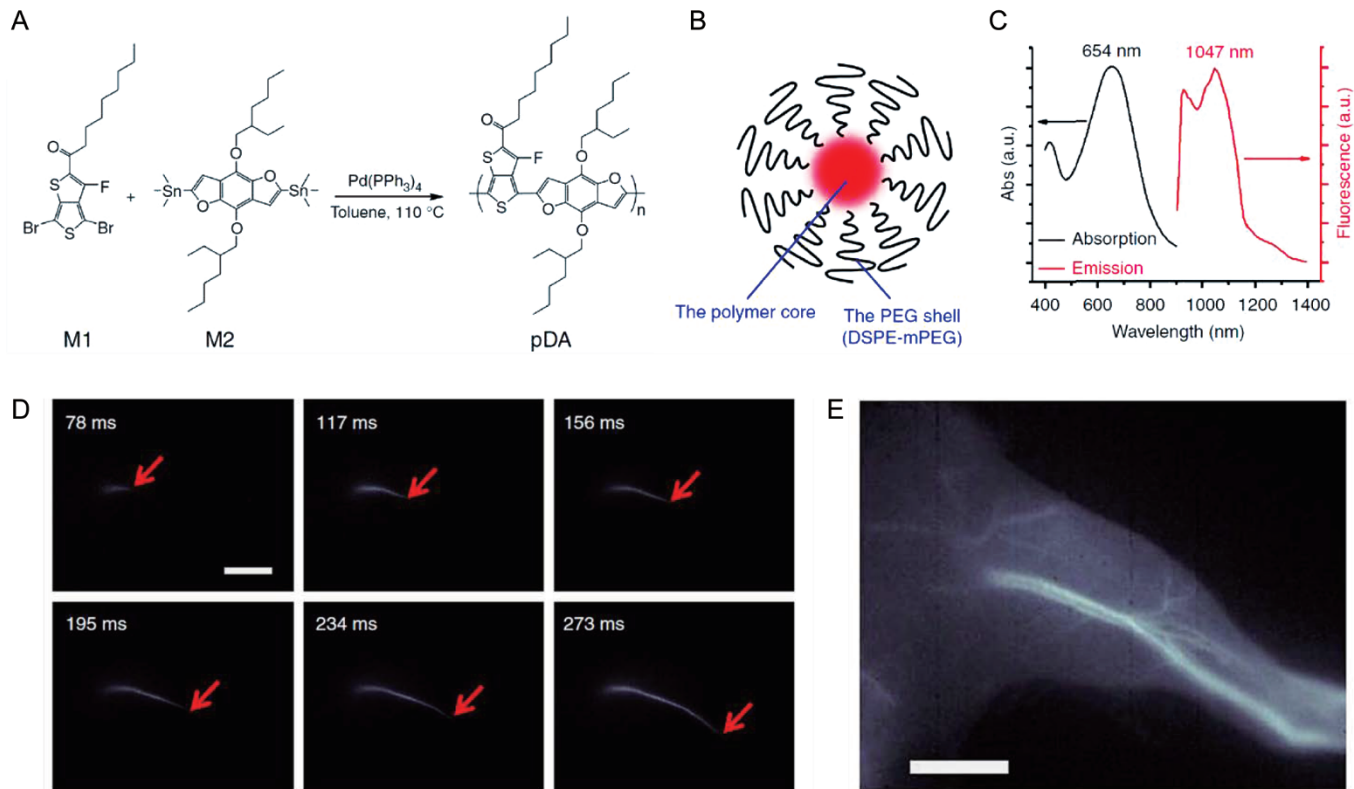 A
O
F
S
S
Br
Br
M1
+
O
Sn
O
O
Sn
O
M2
Pd(PPh3)4
Toluene, 110 °C
O
F
S
S
O
O
O
O
n
pDA
B
The polymer core
The PEG shell
(DSPE-mPEG)
C
654 nm
1047 nm
Abs (a.u.)
Fluorescence (a.u.)
Absorption
Emission
400 600 800 1000 1200 1400
Wavelength (nm)
D
78 ms
117 ms
156 ms
195 ms
234 ms
273 ms
E